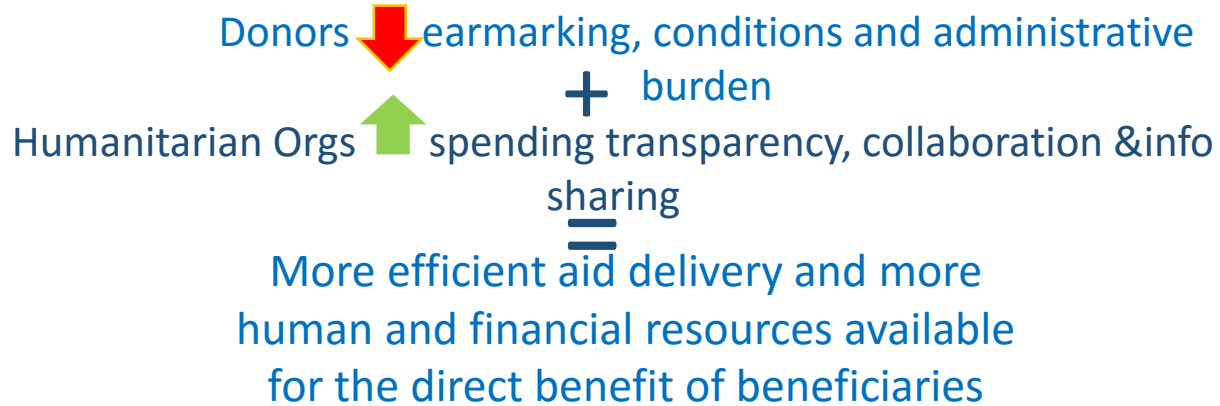 Donors earmarking, conditions and administrative
+ burden
Humanitarian Orgs spending transparency, collaboration &info
sharing
=
More efficient aid delivery and more
human and financial resources available
for the direct benefit of beneficiaries